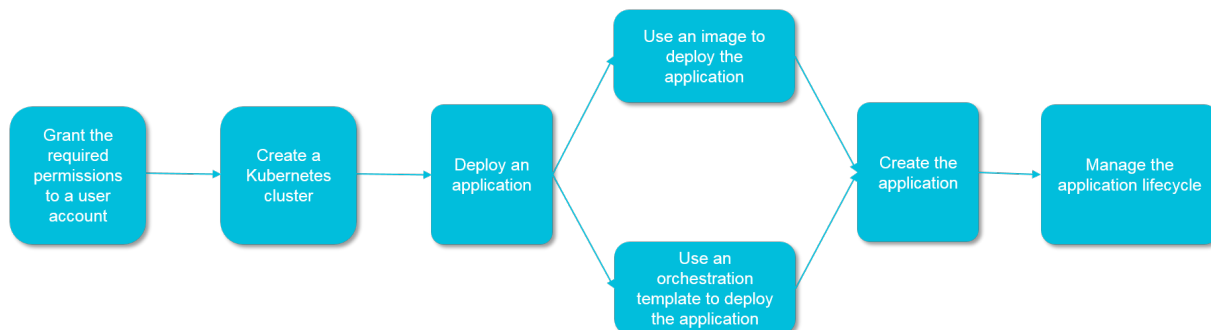 Grant the
required
permissions
to a user
account
Create a
Kubernetes
cluster
Deploy an
application
Use an image to
deploy the
application
Use an
orchestration
template to deploy
the application
Create the
application
Manage the
application lifecycle